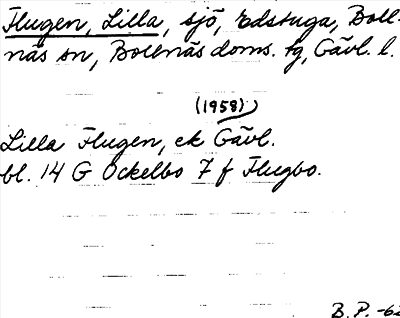 Flugen, Lilla, sjö, Edstuga, Boll-
näs sn, Bollnäs doms. tg, Gävl. l.
(1958)
Lilla Flugen, ek Gävl.
bl. 14 G Ockelbo 7 f Flugbo.
B. P. -62